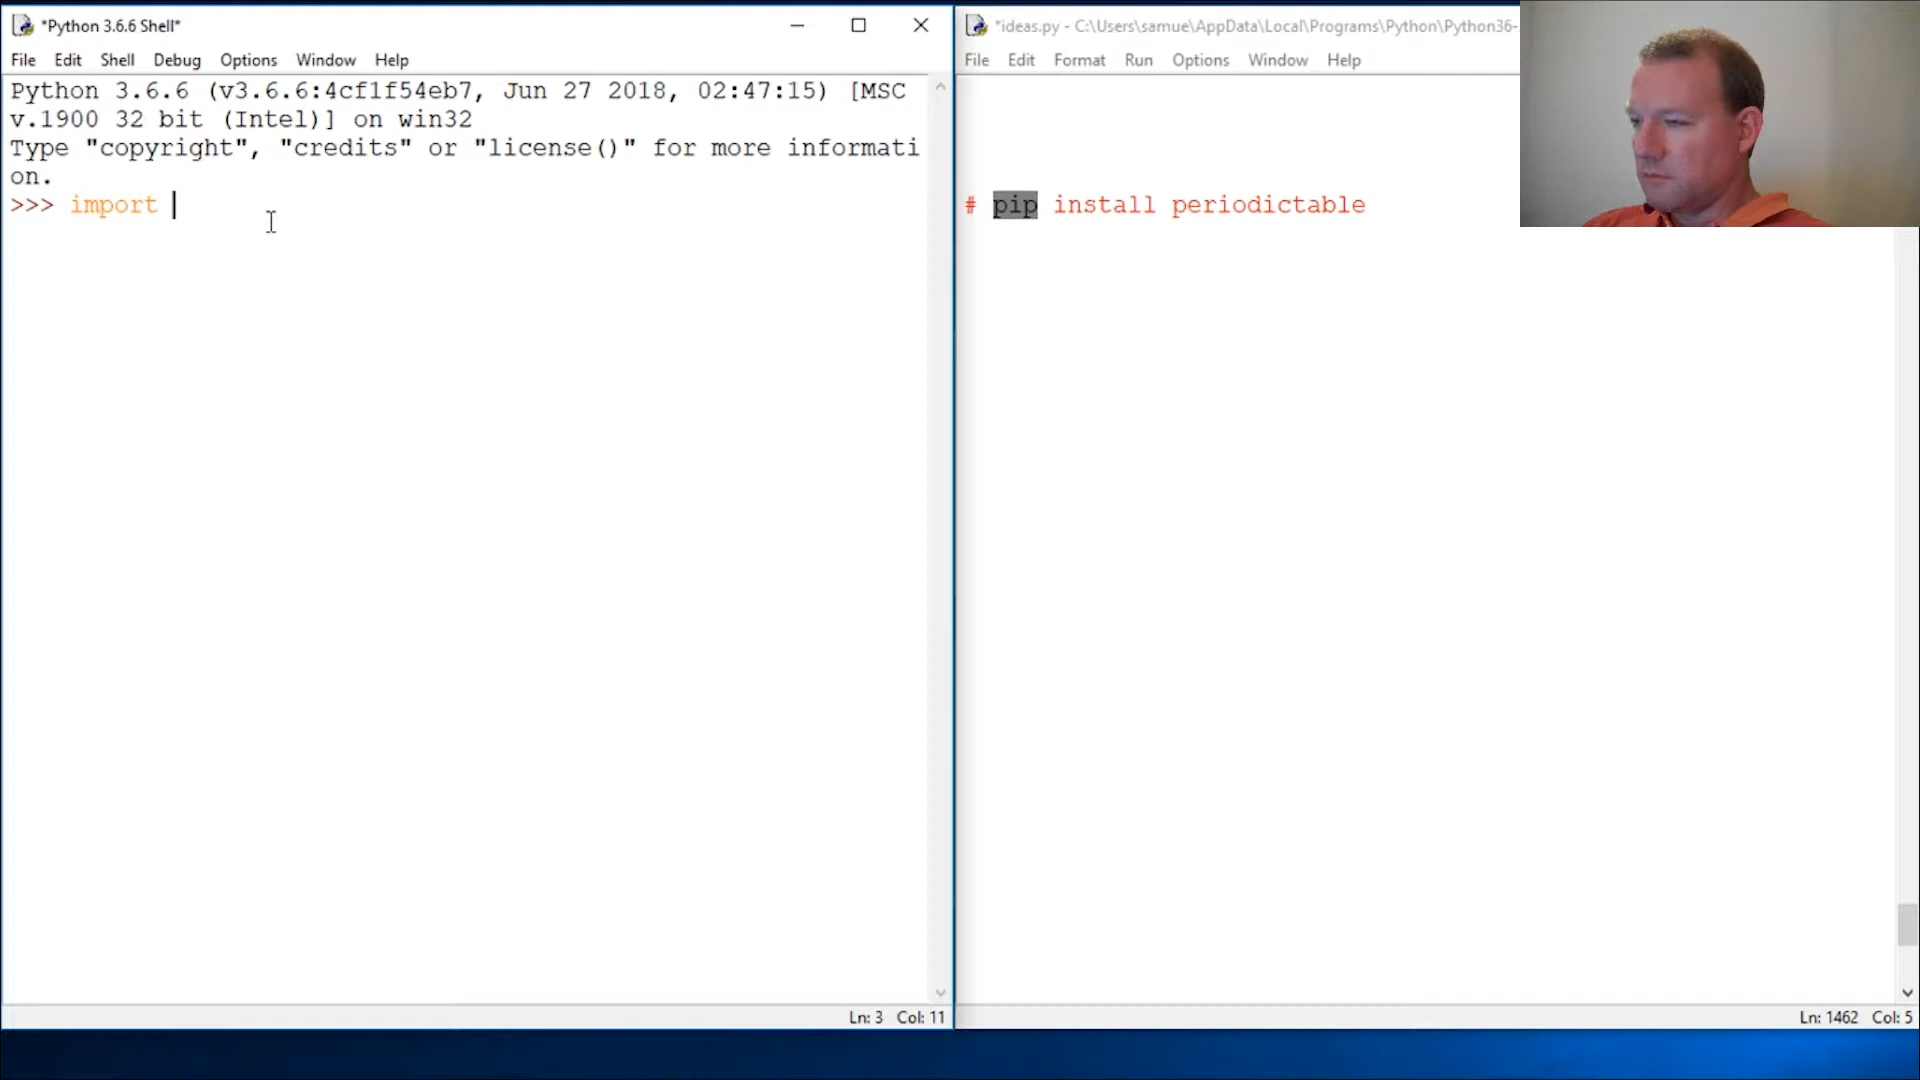 *Python 3.6.6 Shell*
File Edit Shell Debug Options Window Help
Python 3.6.6 (v3.6.6:4cf1f54eb7, Jun 27 2018, 02:47:15) [MSC
v.1900 32 bit (Intel)] on win32
Type "copyright", "credits" or "license()" for more informati
on.
>>> import
Ln: 3 Col: 11
*ideas.py - C:\Users\samue\AppData\Local\Programs\Python\Python36-
File Edit Format Run Options Window Help
# pip install periodictable
Ln: 1462 Col: 5